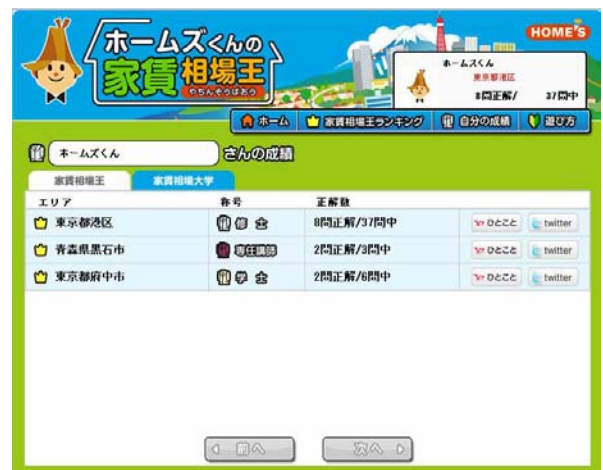 ホームズくんの
家賃相場王
やちんそうばおう
HOME'S
ホームズくん
東京都港区
8問正解/ 37問中
ホーム 家賃相場王ランキング 自分の成績 遊び方
ホームズくん さんの成績
家賃相場王 家賃相場大学
エリア 称号 正解数
東京都港区 修 士 8問正解/37問中 ひとこと twitter
青森県黒石市 専任講師 2問正解/3問中 ひとこと twitter
東京都府中市 学 士 2問正解/6問中 ひとこと twitter
前へ 次へ